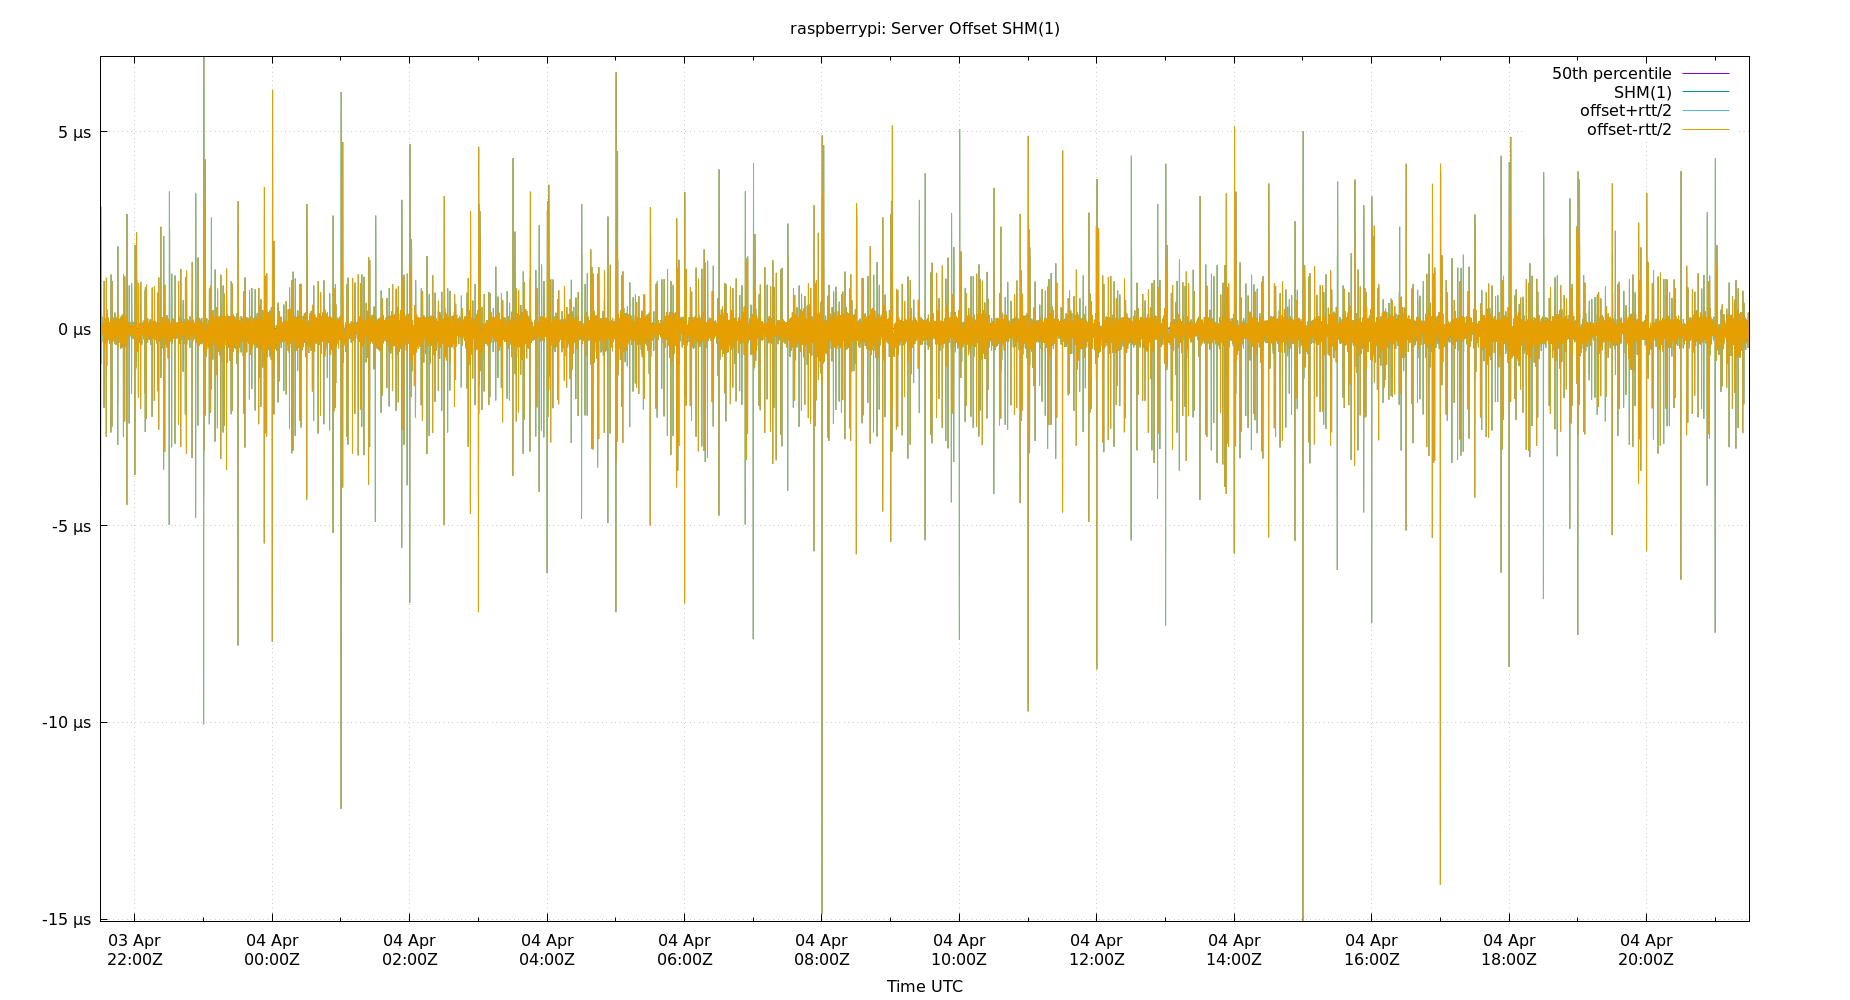 raspberrypi: Server Offset SHM(1)
50th percentile
SHM(1)
offset+rtt/2
offset-rtt/2
5 µs
0 µs
-5 µs
-10 µs
-15 µs
03 Apr 04 Apr 04 Apr 04 Apr 04 Apr 04 Apr 04 Apr 04 Apr 04 Apr 04 Apr 04 Apr 04 Apr
22:00Z 00:00Z 02:00Z 04:00Z 06:00Z 08:00Z 10:00Z 12:00Z 14:00Z 16:00Z 18:00Z 20:00Z
Time UTC